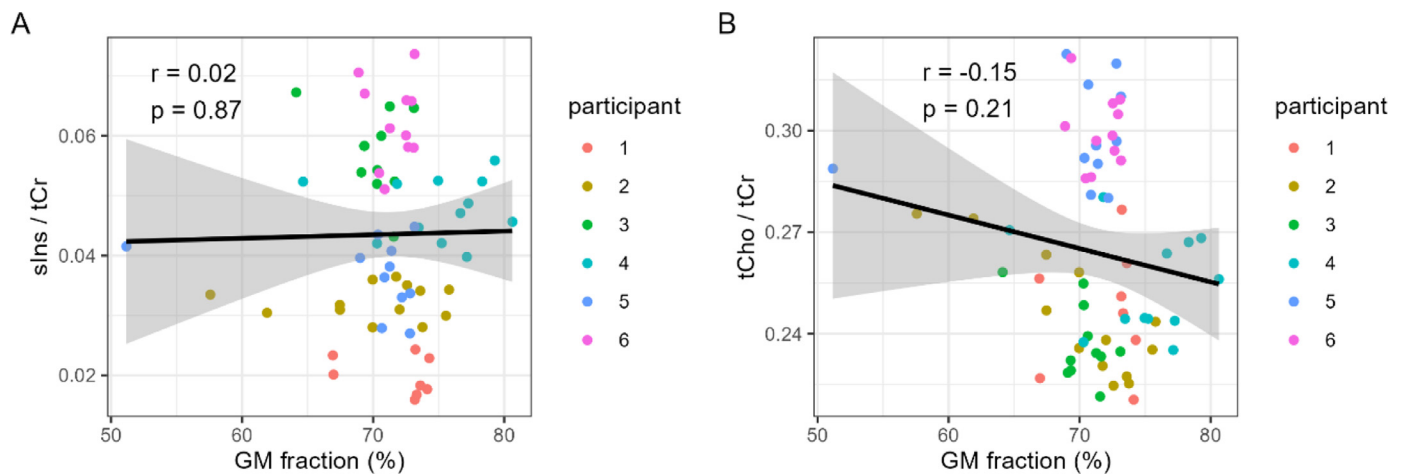 A
r = 0.02
p = 0.87
sIns / tCr
0.06
0.04
0.02
50 60 70 80
GM fraction (%)
participant
1
2
3
4
5
6
B
r = -0.15
p = 0.21
tCho / tCr
0.30
0.27
0.24
50 60 70 80
GM fraction (%)
participant
1
2
3
4
5
6